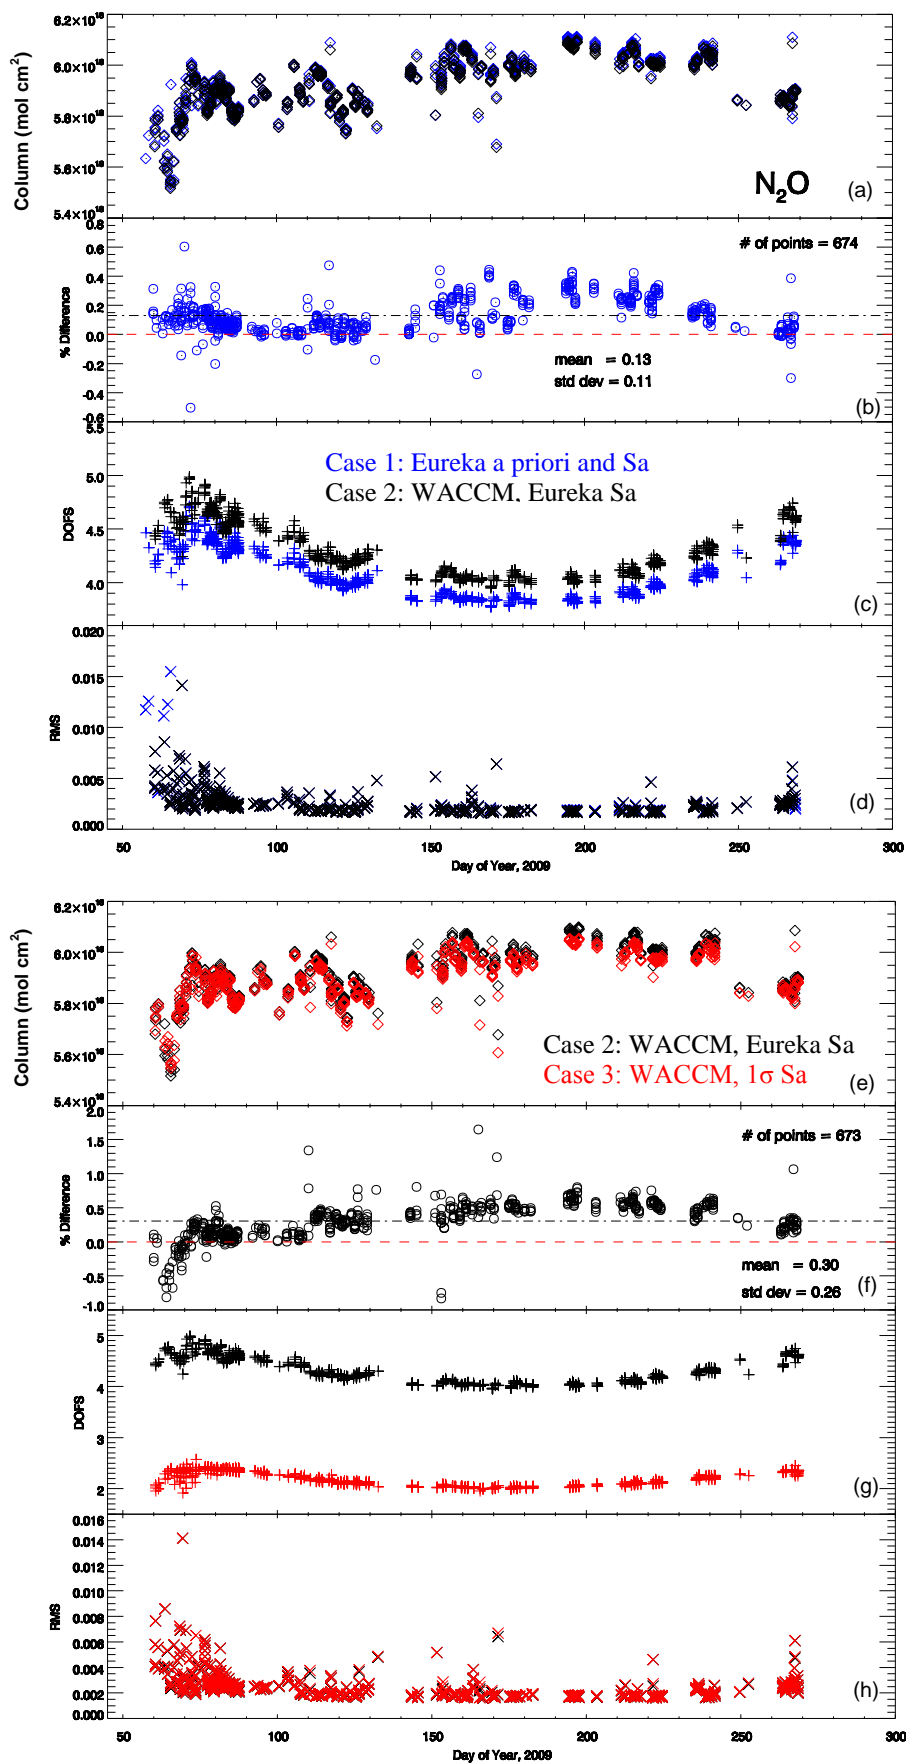 6.2×10¹⁸
6.0×10¹⁸
5.8×10¹⁸
5.6×10¹⁸
5.4×10¹⁸
Column (mol cm²)
N₂O
(a)
0.8
0.6
0.4
0.2
0.0
-0.2
-0.4
-0.6
% Difference
# of points = 674
mean = 0.13
std dev = 0.11
(b)
5.5
5.0
4.5
4.0
DOFS
Case 1: Eureka a priori and Sa
Case 2: WACCM, Eureka Sa
(c)
0.020
0.015
0.010
0.005
0.000
RMS
(d)
50 100 150 200 250 300
Day of Year, 2009
6.2×10¹⁸
6.0×10¹⁸
5.8×10¹⁸
5.6×10¹⁸
5.4×10¹⁸
Column (mol cm²)
Case 2: WACCM, Eureka Sa
Case 3: WACCM, 1σ Sa
(e)
2.0
1.5
1.0
0.5
0.0
-0.5
-1.0
% Difference
# of points = 673
mean = 0.30
std dev = 0.26
(f)
5
4
3
2
DOFS
(g)
0.016
0.014
0.012
0.010
0.008
0.006
0.004
0.002
0.000
RMS
(h)
50 100 150 200 250 300
Day of Year, 2009